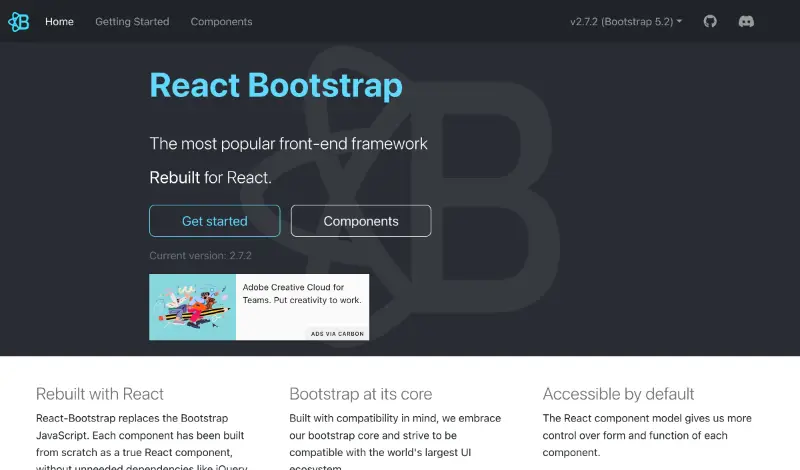 Home Getting Started Components v2.7.2 (Bootstrap 5.2)
React Bootstrap
The most popular front-end framework
Rebuilt for React.
Get started Components
Current version: 2.7.2
Adobe Creative Cloud for
Teams. Put creativity to work.
ADS VIA CARBON
Rebuilt with React
React-Bootstrap replaces the Bootstrap
JavaScript. Each component has been built
from scratch as a true React component,
without unneeded dependencies like jQuery.
Bootstrap at its core
Built with compatibility in mind, we embrace
our bootstrap core and strive to be
compatible with the world's largest UI
ecosystem.
Accessible by default
The React component model gives us more
control over form and function of each
component.